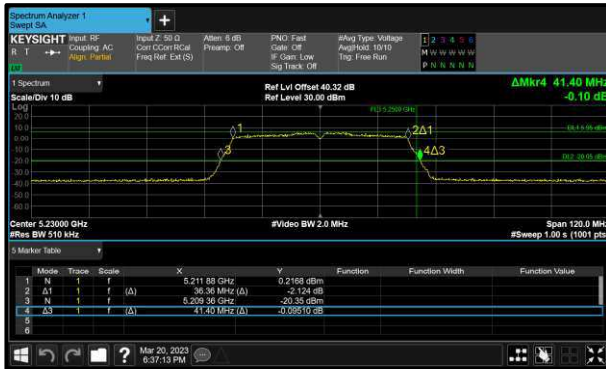 Spectrum Analyzer 1
Swept SA
KEYSIGHT
R T
Input: RF
Coupling: AC
Align: Partial
Input Z: 50 Ω
Corr CCorr RCal
Freq Ref: Ext (S)
Atten: 6 dB
Preamp: Off
PNO: Fast
Gate: Off
IF Gain: Low
Sig Track: Off
#Avg Type: Voltage
Avg|Hold: 10/10
Trig: Free Run
1 2 3 4 5 6
M W W W W W
P N N N N N
1 Spectrum
Scale/Div 10 dB
Ref Lvl Offset 40.32 dB
Ref Level 30.00 dBm
ΔMkr4 41.40 MHz
-0.10 dB
Log
20.0
10.0
0.00
-10.0
-20.0
-30.0
-40.0
-50.0
-60.0
1
2Δ1
3
4Δ3
Center 5.23000 GHz
#Res BW 510 kHz
#Video BW 2.0 MHz
Span 120.0 MHz
#Sweep 1.00 s (1001 pts)
5 Marker Table
Mode Trace Scale X Y Function Function Width Function Value
1 N 1 f 5.211 88 GHz 0.2168 dBm
2 Δ1 1 f (Δ) 36.36 MHz (Δ) -2.124 dB
3 N 1 f 5.209 36 GHz -20.35 dBm
4 Δ3 1 f (Δ) 41.40 MHz (Δ) -0.09510 dB
5
6
?
Mar 20, 2023
6:37:13 PM